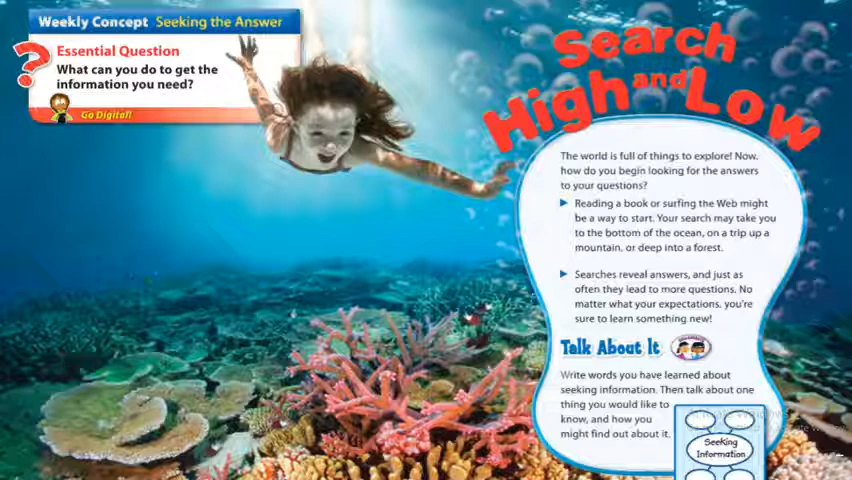 Weekly Concept Seeking the Answer
Essential Question
What can you do to get the
information you need?
Go Digital!
Search
High and Low
The world is full of things to explore! Now,
how do you begin looking for the answers
to your questions?
Reading a book or surfing the Web might
be a way to start. Your search may take you
to the bottom of the ocean, on a trip up a
mountain, or deep into a forest.
Searches reveal answers, and just as
often they lead to more questions. No
matter what your expectations, you're
sure to learn something new!
Talk About It
Write words you have learned about
seeking information. Then talk about one
thing you would like to
know, and how you
might find out about it.
Seeking
Information